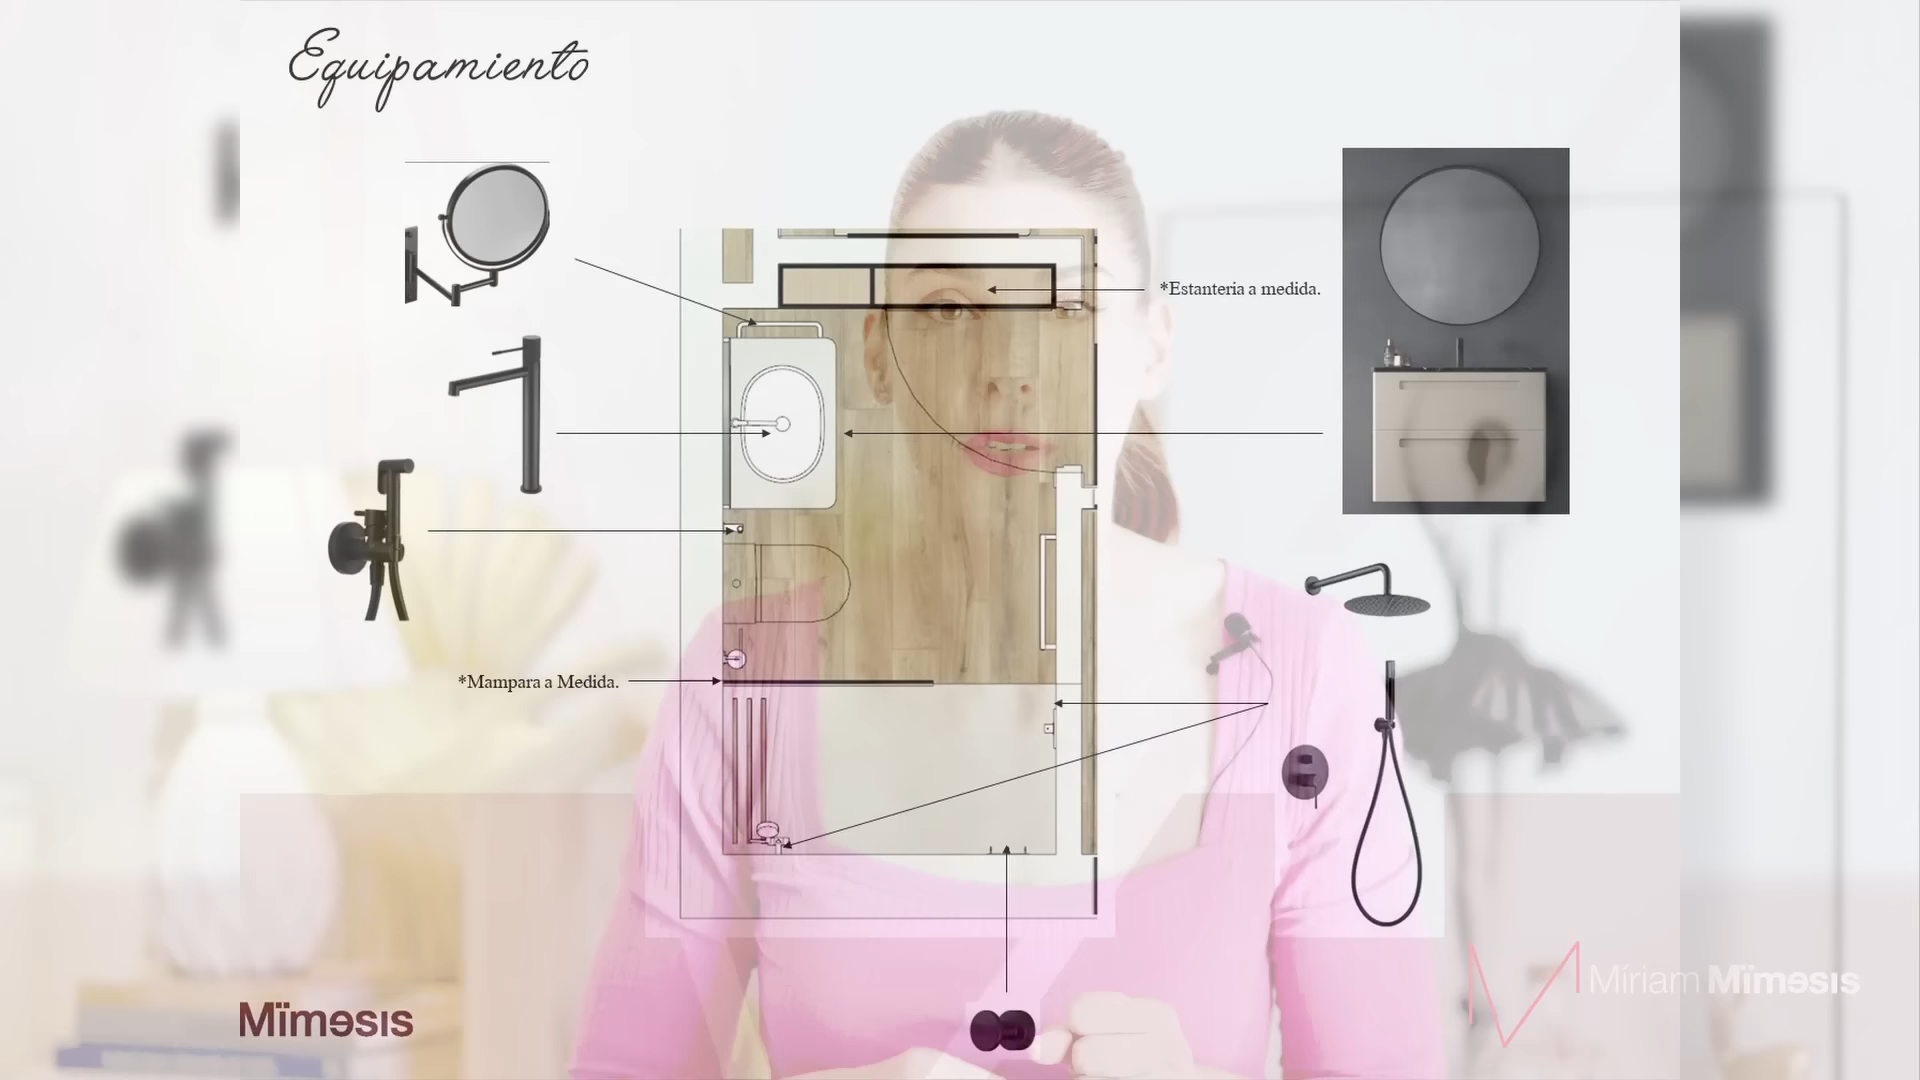 Equipamiento
*Estanteria a medida.
*Mampara a Medida.
Mïmesis
Míriam Mïmesis